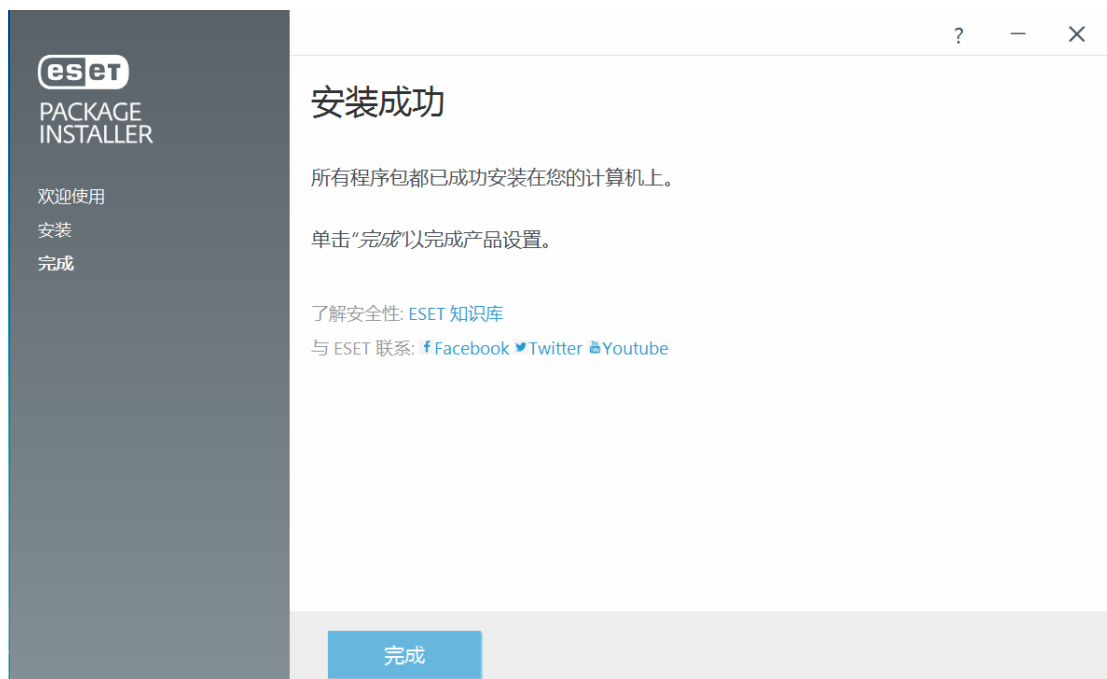 eset
PACKAGE
INSTALLER
欢迎使用
安装
完成
?
安装成功
所有程序包都已成功安装在您的计算机上。
单击“完成”以完成产品设置。
了解安全性: ESET 知识库
与 ESET 联系: Facebook Twitter Youtube
完成